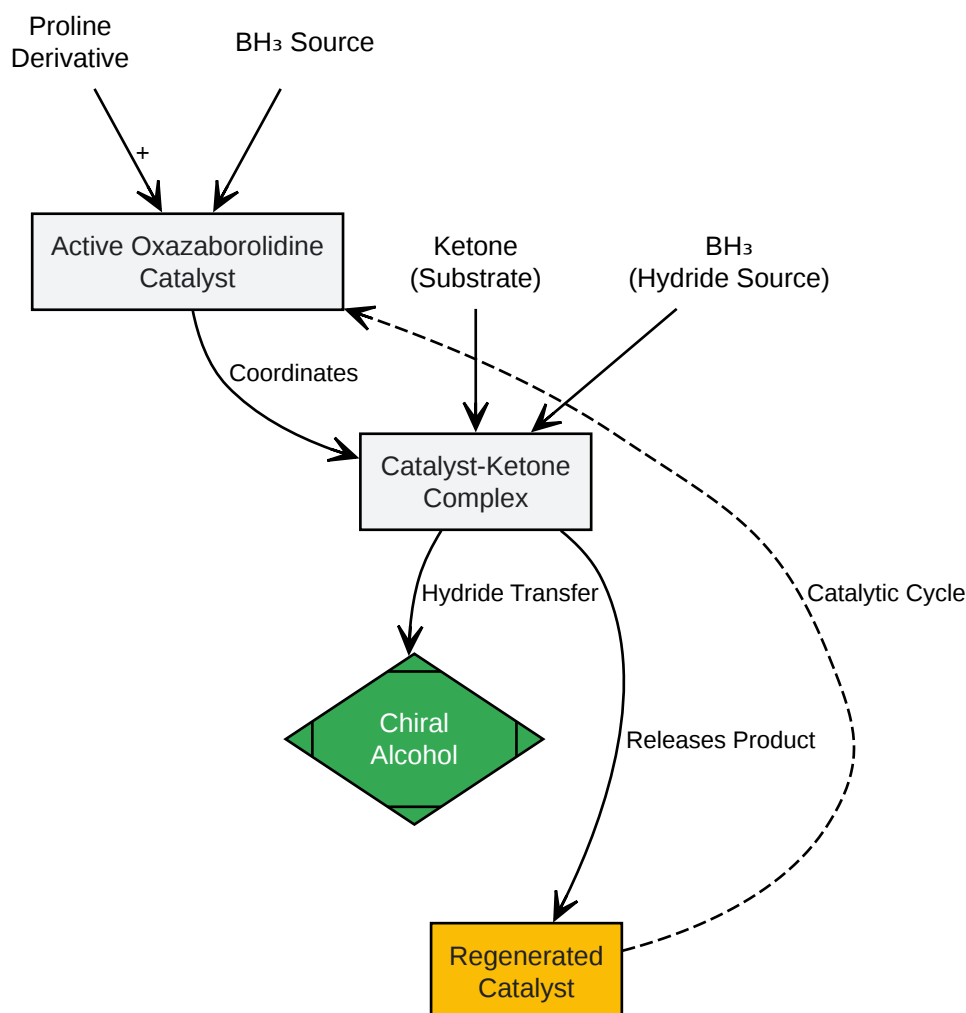 Proline
Derivative
BH₃ Source
+
Active Oxazaborolidine
Catalyst
Ketone
(Substrate)
BH₃
(Hydride Source)
Coordinates
Catalyst-Ketone
Complex
Hydride Transfer
Catalytic Cycle
Chiral
Alcohol
Releases Product
Regenerated
Catalyst